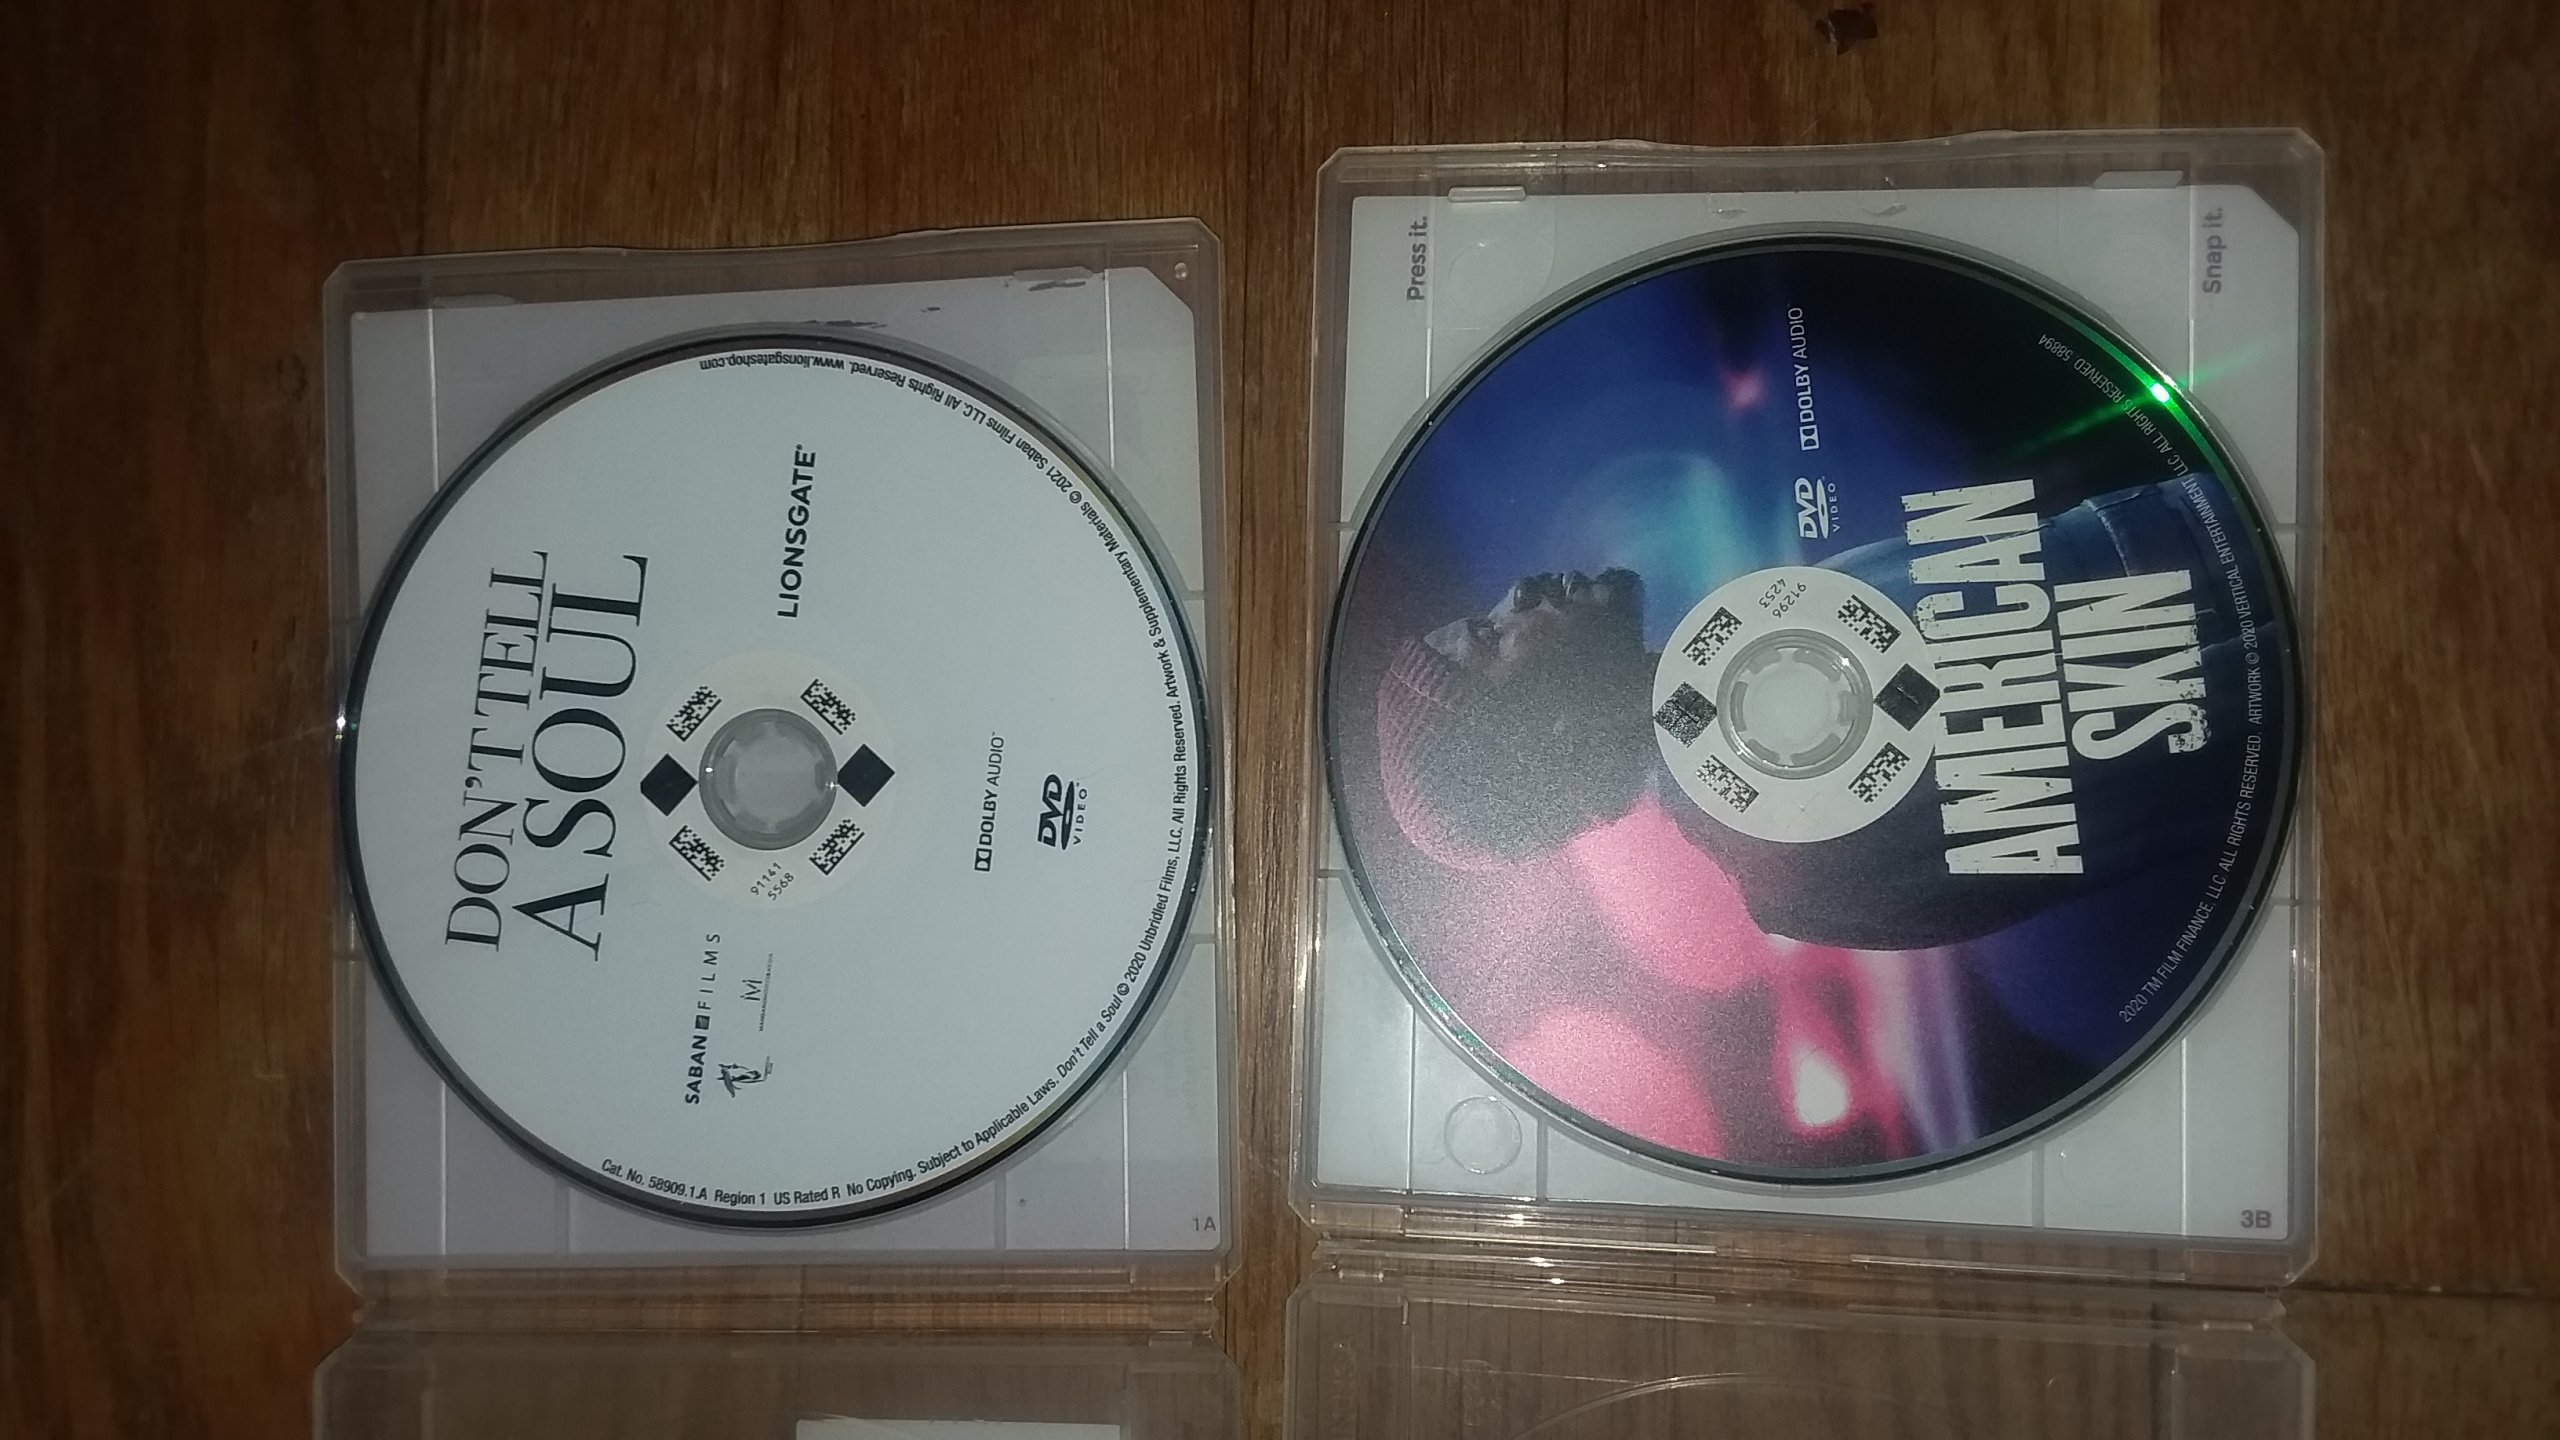 DON'T TELL
A SOUL
LIONSGATE®
SABAN FILMS
91141
5568
DOLBY AUDIO™
DVD
VIDEO™
Cat. No. 58909.1.A Region 1 US Rated R No Copying. Subject to Applicable Laws. Don't Tell a Soul © 2020 Unbridled Films, LLC. All Rights Reserved. Artwork & Supplementary Materials © 2021 Saban Films LLC. All Rights Reserved. www.lionsgateshop.com
1A
Press it.
Snap it.
DVD
VIDEO™
DOLBY AUDIO™
91296
4253
AMERICAN
SKIN
2020 TM FILM FINANCE, LLC ALL RIGHTS RESERVED. ARTWORK © 2020 VERTICAL ENTERTAINMENT, LLC ALL RIGHTS RESERVED 58894
3B